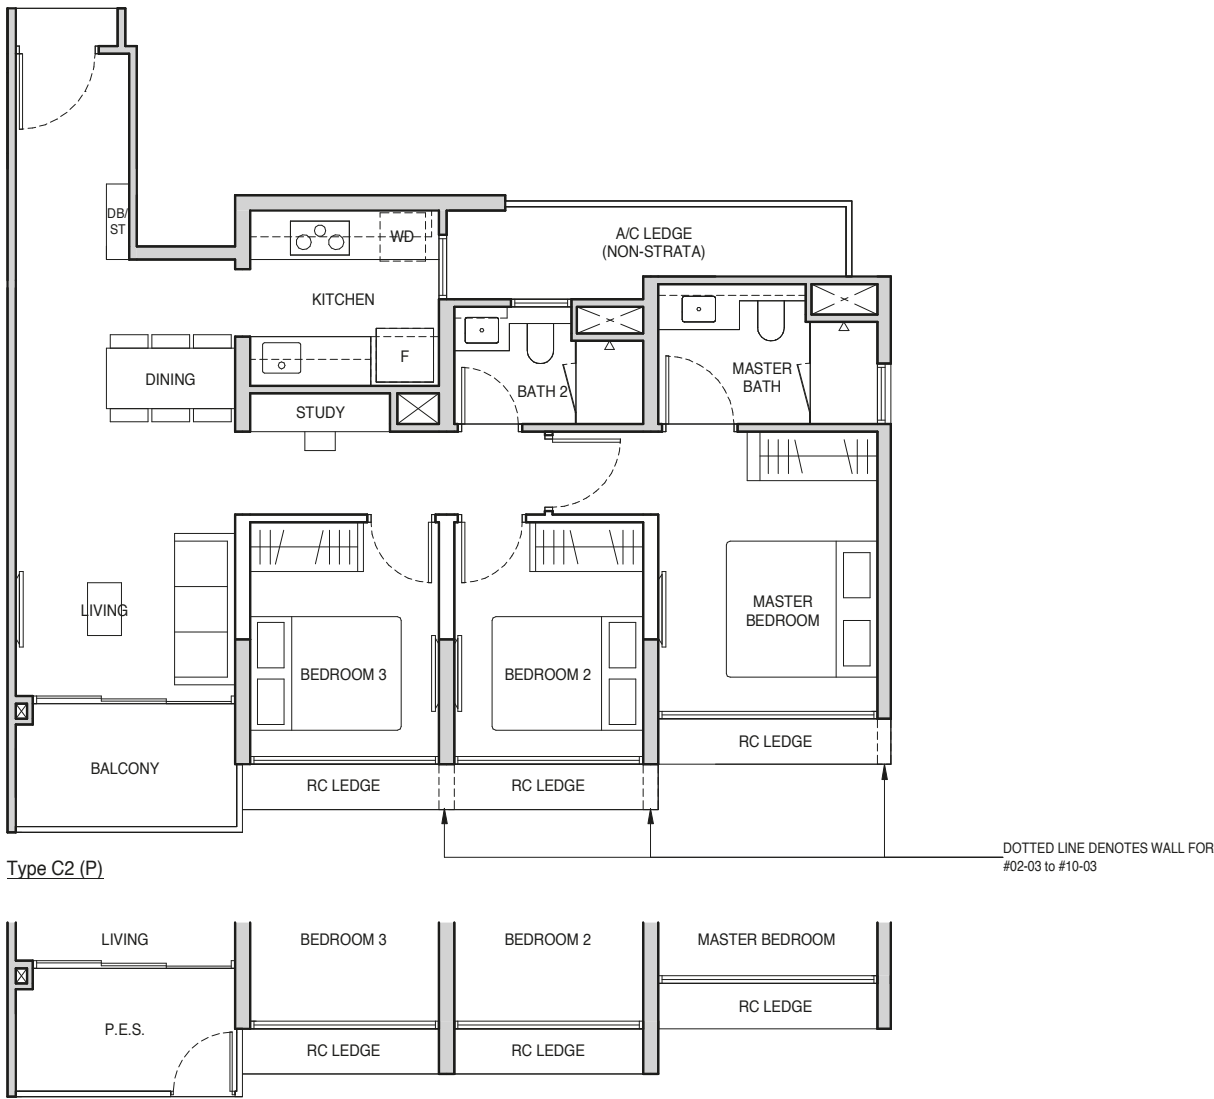 DB/
ST
WD
A/C LEDGE
(NON-STRATA)
KITCHEN
F
DINING
STUDY
BATH 2
MASTER
BATH
LIVING
BEDROOM 3
BEDROOM 2
MASTER
BEDROOM
BALCONY
RC LEDGE
RC LEDGE
RC LEDGE
DOTTED LINE DENOTES WALL FOR
#02-03 to #10-03
Type C2 (P)
LIVING
BEDROOM 3
BEDROOM 2
MASTER BEDROOM
P.E.S.
RC LEDGE
RC LEDGE
RC LEDGE